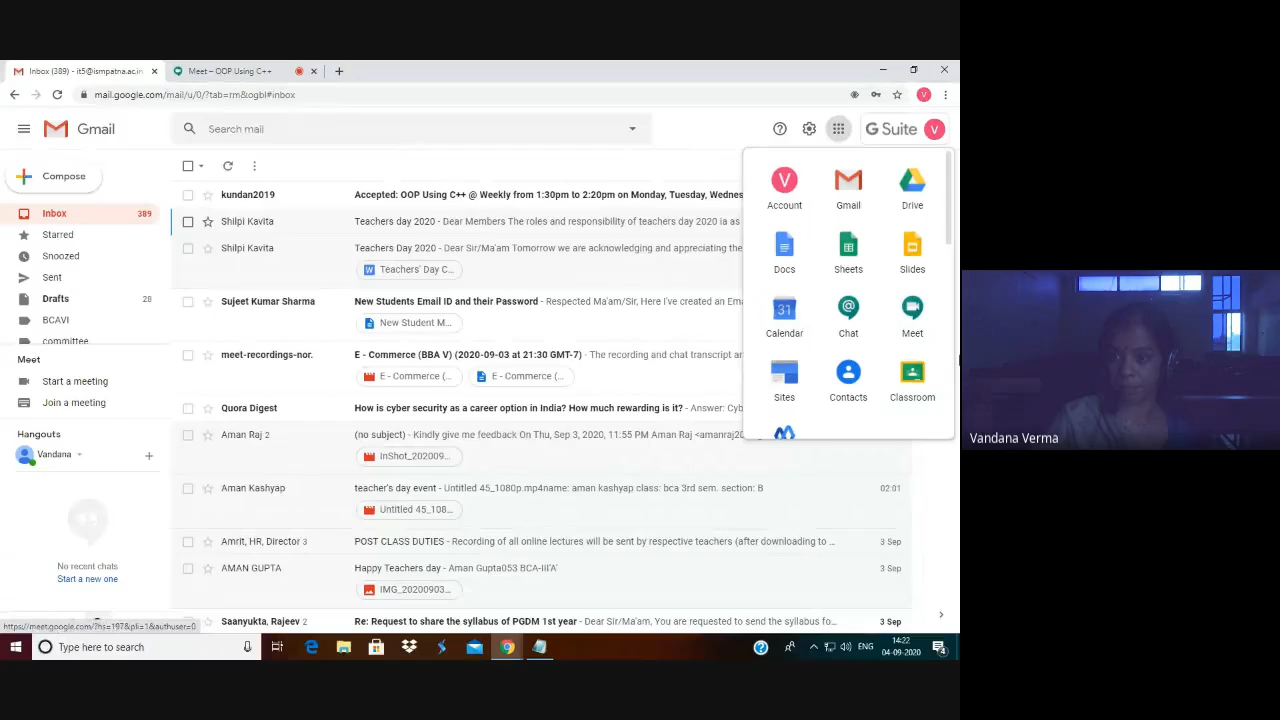 Inbox (389) - it5@ismpatna.ac.in
Meet – OOP Using C++
mail.google.com/mail/u/0/?tab=rm&ogbl#inbox
V
Gmail
Search mail
G Suite
V
Compose
Inbox 389
Starred
Snoozed
Sent
Drafts 28
BCAVI
committee
Meet
Start a meeting
Join a meeting
Hangouts
Vandana
No recent chats
Start a new one
kundan2019 Accepted: OOP Using C++ @ Weekly from 1:30pm to 2:20pm on Monday, Tuesday, Wednes
Shilpi Kavita Teachers day 2020 - Dear Members The roles and responsibility of teachers day 2020 ia as
Shilpi Kavita Teachers Day 2020 - Dear Sir/Ma'am Tomorrow we are acknowledging and appreciating the
W Teachers' Day C...
Sujeet Kumar Sharma New Students Email ID and their Password - Respected Ma'am/Sir, Here I've created an Ema
New Student M...
meet-recordings-nor. E - Commerce (BBA V) (2020-09-03 at 21:30 GMT-7) - The recording and chat transcript ar
E - Commerce (... E - Commerce (...
Quora Digest How is cyber security as a career option in India? How much rewarding is it? - Answer: Cyb
Aman Raj 2 (no subject) - Kindly give me feedback On Thu, Sep 3, 2020, 11:55 PM Aman Raj <amanraj20
InShot_202009...
Aman Kashyap teacher's day event - Untitled 45_1080p.mp4name: aman kashyap class: bca 3rd sem. section: B 02:01
Untitled 45_108...
Amrit, HR, Director 3 POST CLASS DUTIES - Recording of all online lectures will be sent by respective teachers (after downloading to ... 3 Sep
AMAN GUPTA Happy Teachers day - Aman Gupta053 BCA-III'A' 3 Sep
IMG_20200903...
Saanyukta, Rajeev 2 Re: Request to share the syllabus of PGDM 1st year - Dear Sir/Ma'am, You are requested to send the syllabus fo... 3 Sep
V
Account Gmail Drive
Docs Sheets Slides
31
Calendar Chat Meet
Sites Contacts Classroom
Vandana Verma
https://meet.google.com/?hs=197&pli=1&authuser=0
Type here to search
ENG
14:22
04-09-2020
4